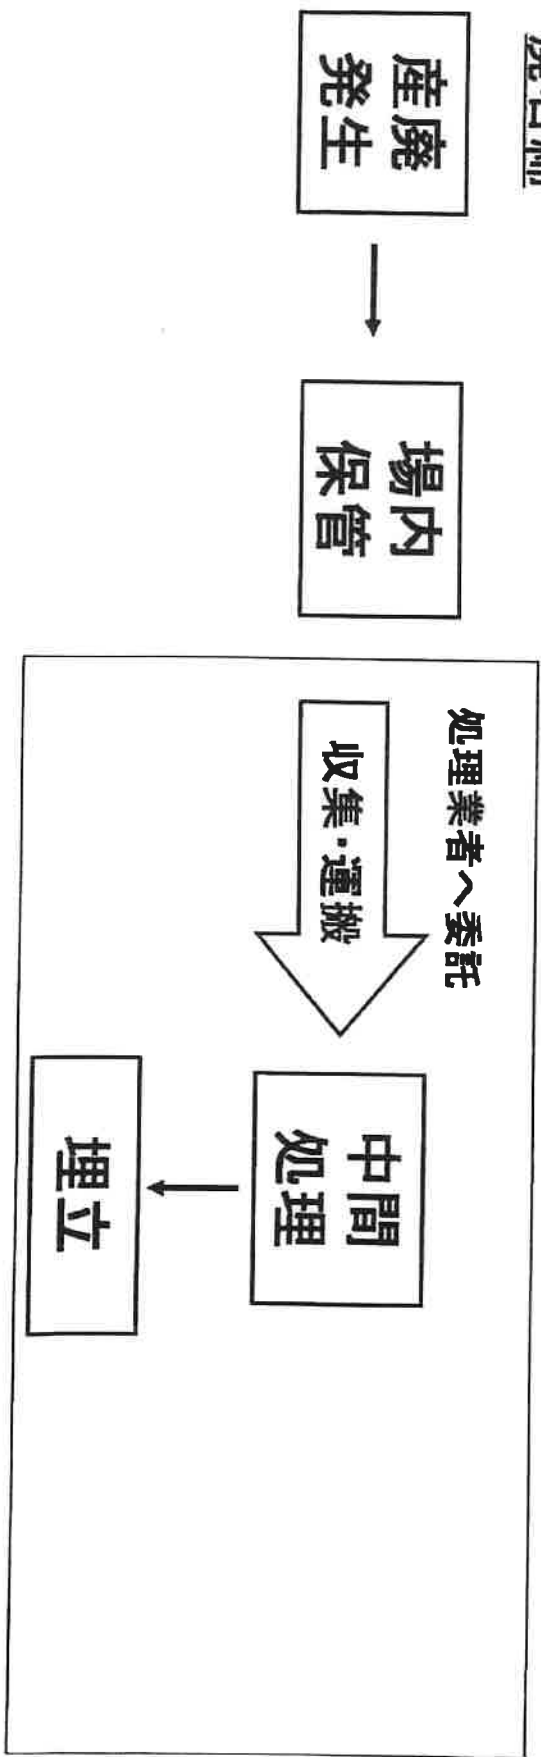 産廃
発生
場内
保管
処理業者へ委託
収集・運搬
中間
処理
埋立